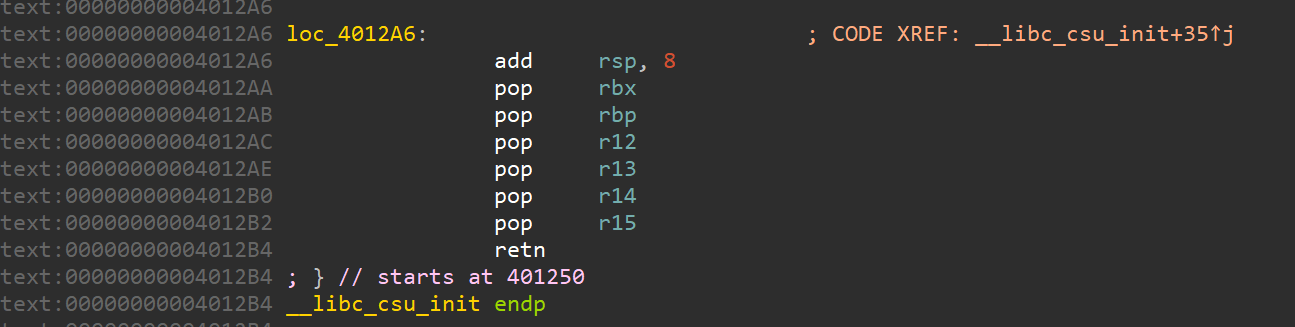 text:00000000004012A6
text:00000000004012A6 loc_4012A6: ; CODE XREF: __libc_csu_init+35↑j
text:00000000004012A6 add rsp, 8
text:00000000004012AA pop rbx
text:00000000004012AB pop rbp
text:00000000004012AC pop r12
text:00000000004012AE pop r13
text:00000000004012B0 pop r14
text:00000000004012B2 pop r15
text:00000000004012B4 retn
text:00000000004012B4 ; } // starts at 401250
text:00000000004012B4 __libc_csu_init endp
text:00000000004012B4